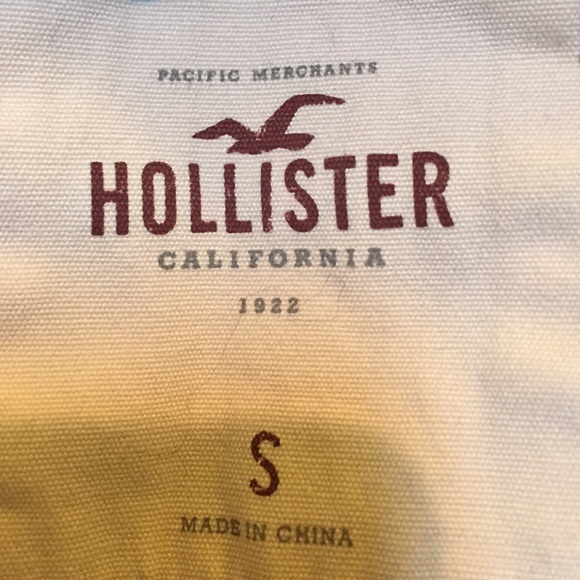 PACIFIC MERCHANTS
HOLLISTER
CALIFORNIA
1922
S
MADE IN CHINA